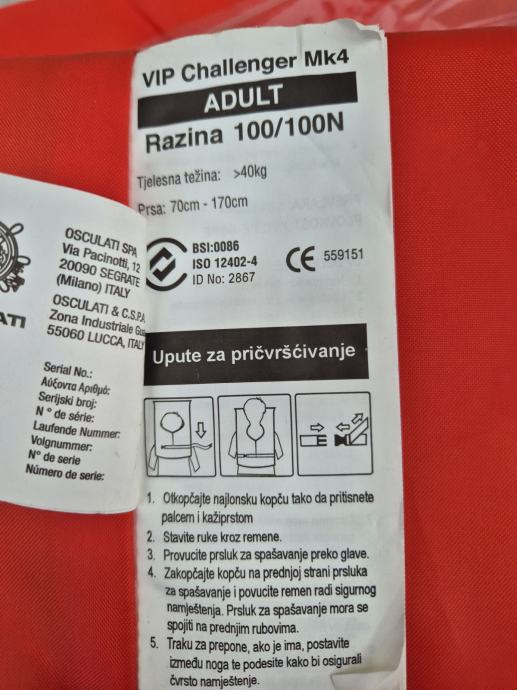 VIP Challenger Mk4
ADULT
Razina 100/100N
Tjelesna težina: >40kg
Prsa: 70cm - 170cm
BSI:0086
ISO 12402-4
ID No: 2867
CE 559151
Upute za pričvršćivanje
1. Otkopčajte najlonsku kopču tako da pritisnete
palcem i kažiprstom
2. Stavite ruke kroz remene.
3. Provucite prsluk za spašavanje preko glave.
4. Zakopčajte kopču na prednjoj strani prsluka
za spašavanje i povucite remen radi sigurnog
namještenja. Prsluk za spašavanje mora se
spojiti na prednjim rubovima.
5. Traku za prepone, ako je ima, postavite
između noga te podesite kako bi osigurali
čvrsto namještenje.
ATI
OSCULATI SPA
Via Pacinotti, 12
20090 SEGRATE
(Milano) ITALY
OSCULATI & C.S.P.A
Zona Industriale
55060 LUCCA, ITALY
Serial No.:
Αύξοντα Αριθμό:
Serijski broj:
N ° de série:
Laufende Nummer:
Volgnummer:
N° de serie
Número de serie: